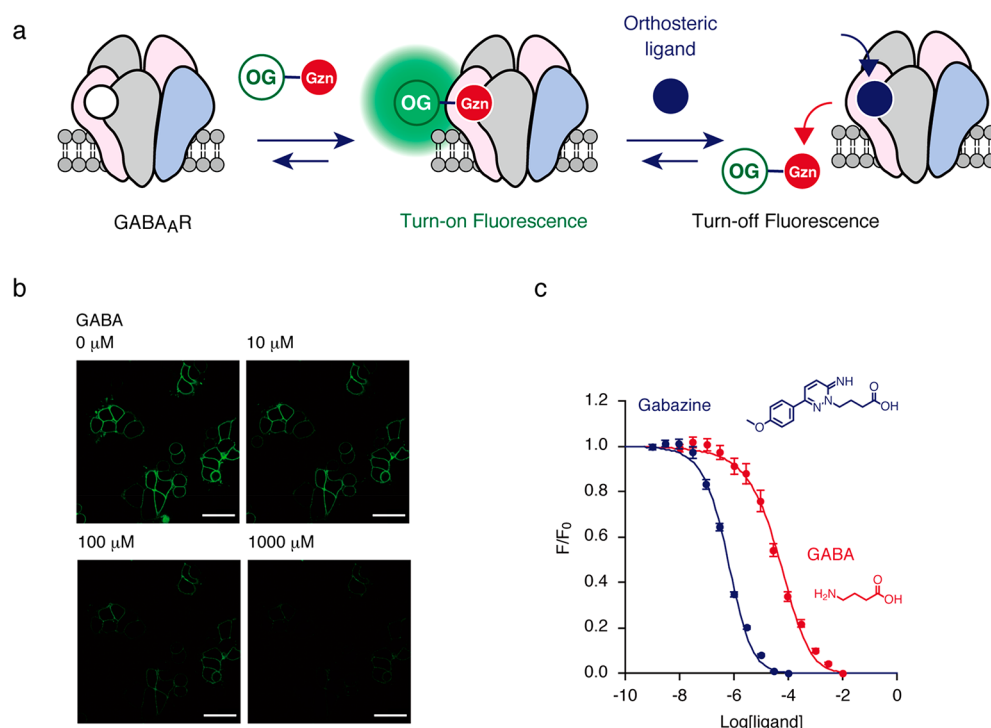 a
OG
Gzn
OG
Gzn
Orthosteric
ligand
OG
Gzn
GABAAR
Turn-on Fluorescence
Turn-off Fluorescence
b
GABA
0 μM
10 μM
100 μM
1000 μM
c
Gabazine
NH
N
N
O
OH
O
GABA
H2N
O
OH
F/F0
1.2
1.0
0.8
0.6
0.4
0.2
0.0
-10
-8
-6
-4
-2
0
Log[ligand]